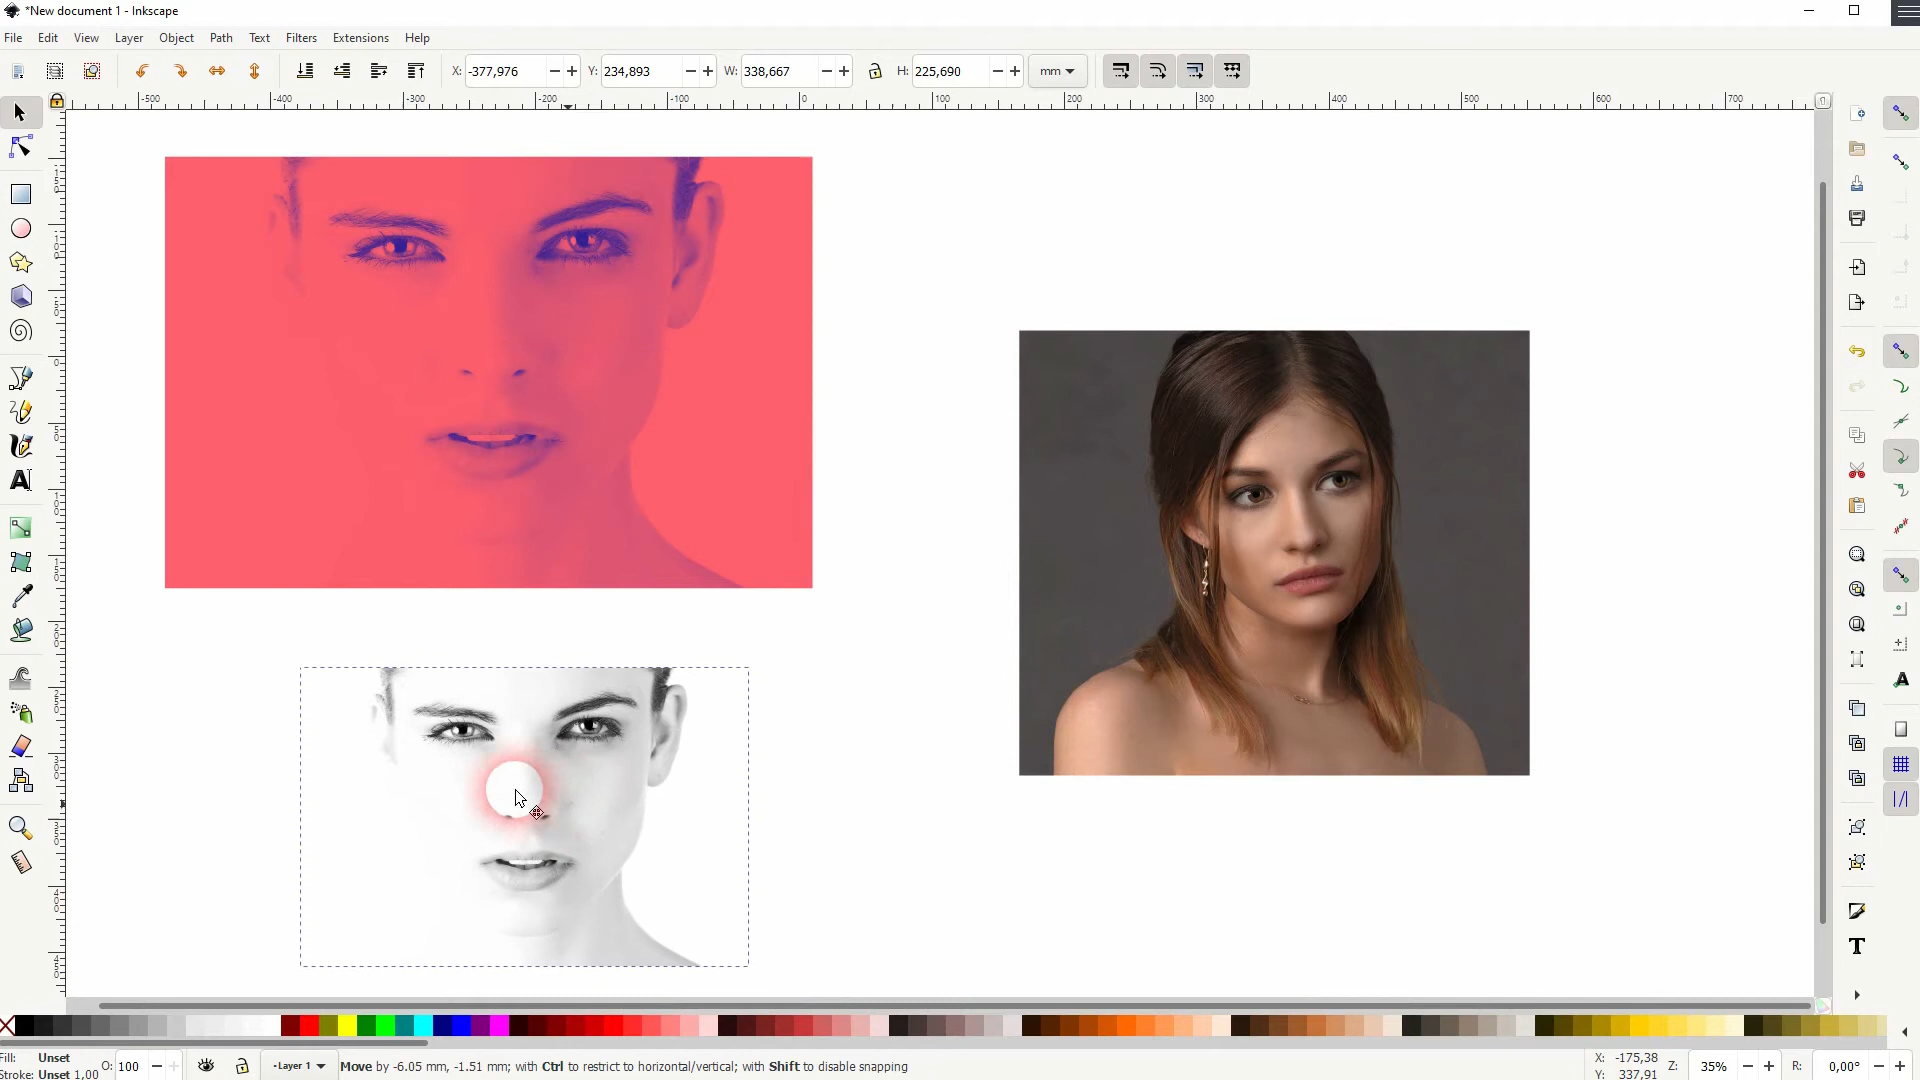 *New document 1 - Inkscape
File Edit View Layer Object Path Text Filters Extensions Help
X: -377,976 Y: 234,893 W: 338,667 H: 225,690 mm
-500 -400 -300 -200 -100 0 100 200 300 400 500 600 700
Fill: Unset
Stroke: Unset 1,00
O: 100
Layer 1
Move by -6.05 mm, -1.51 mm; with Ctrl to restrict to horizontal/vertical; with Shift to disable snapping
X: -175,38
Y: 337,91
Z: 35%
R: 0,00°